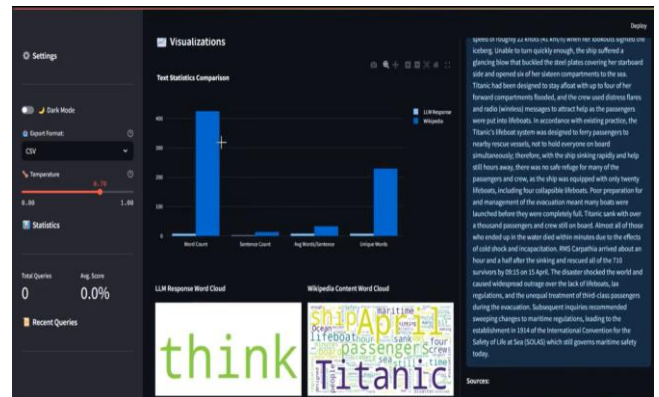 Deploy
Settings
Dark Mode
Export Format:
CSV
Temperature
0.70
0.00 1.00
Statistics
Total Queries Avg. Score
0 0.0%
Recent Queries
Visualizations
Text Statistics Comparison
LLM Response
Wikipedia
400
300
200
100
0
Word Count Sentence Count Avg Words/Sentence Unique Words
LLM Response Word Cloud Wikipedia Content Word Cloud
think
ship April
maritime
Ocean
lifeboat hour sank four
passengers crew
sea still time
people
Titanic
speed of roughly 22 knots (41 km/h) when her lookouts sighted the
iceberg. Unable to turn quickly enough, the ship suffered a
glancing blow that buckled the steel plates covering her starboard
side and opened six of her sixteen compartments to the sea.
Titanic had been designed to stay afloat with up to four of her
forward compartments flooded, and the crew used distress flares
and radio (wireless) messages to attract help as the passengers
were put into lifeboats. In accordance with existing practice, the
Titanic's lifeboat system was designed to ferry passengers to
nearby rescue vessels, not to hold everyone on board
simultaneously; therefore, with the ship sinking rapidly and help
still hours away, there was no safe refuge for many of the
passengers and crew, as the ship was equipped with only twenty
lifeboats, including four collapsible lifeboats. Poor preparation for
and management of the evacuation meant many boats were
launched before they were completely full. Titanic sank with over
a thousand passengers and crew still on board. Almost all of those
who ended up in the water died within minutes due to the effects
of cold shock and incapacitation. RMS Carpathia arrived about an
hour and a half after the sinking and rescued all of the 710
survivors by 09:15 on 15 April. The disaster shocked the world and
caused widespread outrage over the lack of lifeboats, lax
regulations, and the unequal treatment of third-class passengers
during the evacuation. Subsequent inquiries recommended
sweeping changes to maritime regulations, leading to the
establishment in 1914 of the International Convention for the
Safety of Life at Sea (SOLAS) which still governs maritime safety
today.
Sources: